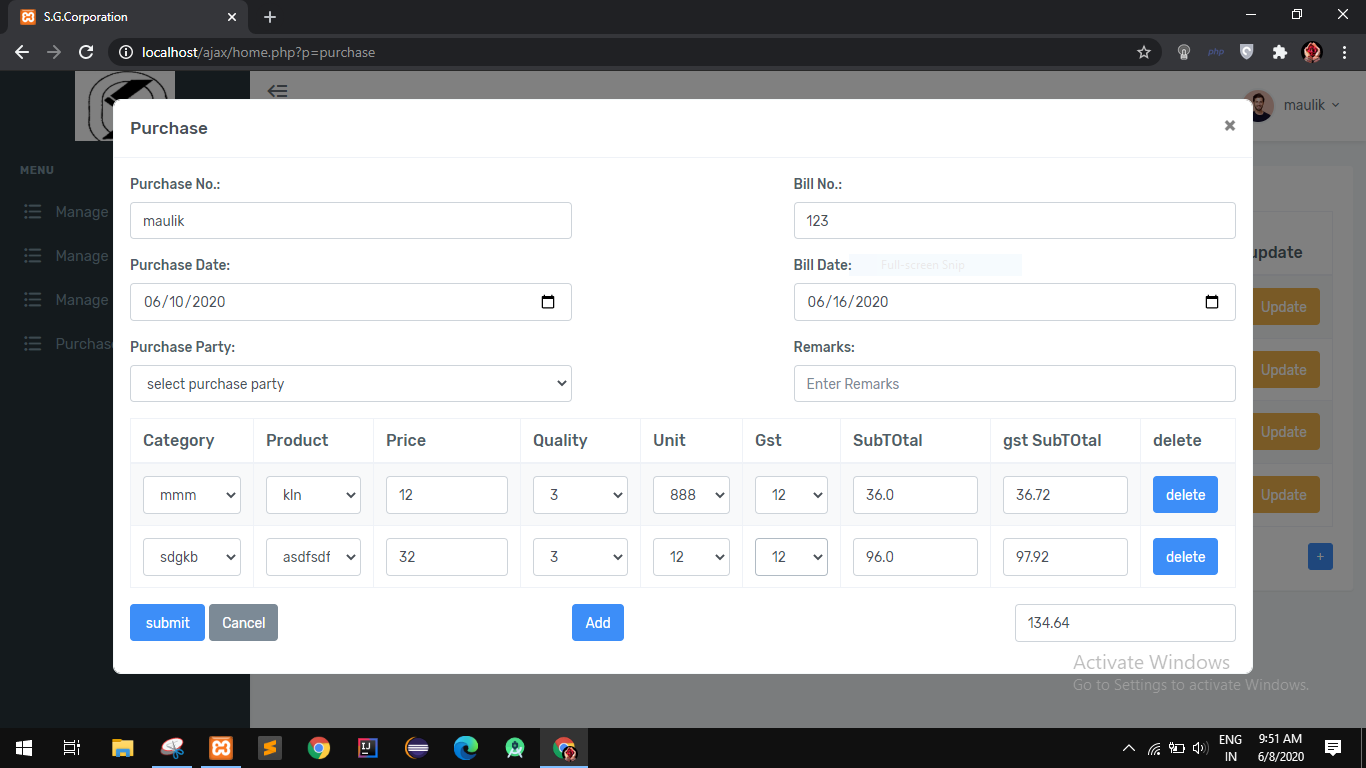 S.G.Corporation
localhost/ajax/home.php?p=purchase
php
maulik
MENU
Manage
Manage
Manage
Purchase
update
Update
Update
Update
Update
+
Purchase
Purchase No.:
maulik
Bill No.:
123
Purchase Date:
06/10/2020
Bill Date:
Full-screen Snip
06/16/2020
Purchase Party:
select purchase party
Remarks:
Enter Remarks
Category Product Price Quality Unit Gst SubTOtal gst SubTOtal delete
mmm kln 12 3 888 12 36.0 36.72 delete
sdgkb asdfsdf 32 3 12 12 96.0 97.92 delete
submit Cancel Add 134.64
Activate Windows
Go to Settings to activate Windows.
ENG
IN
9:51 AM
6/8/2020